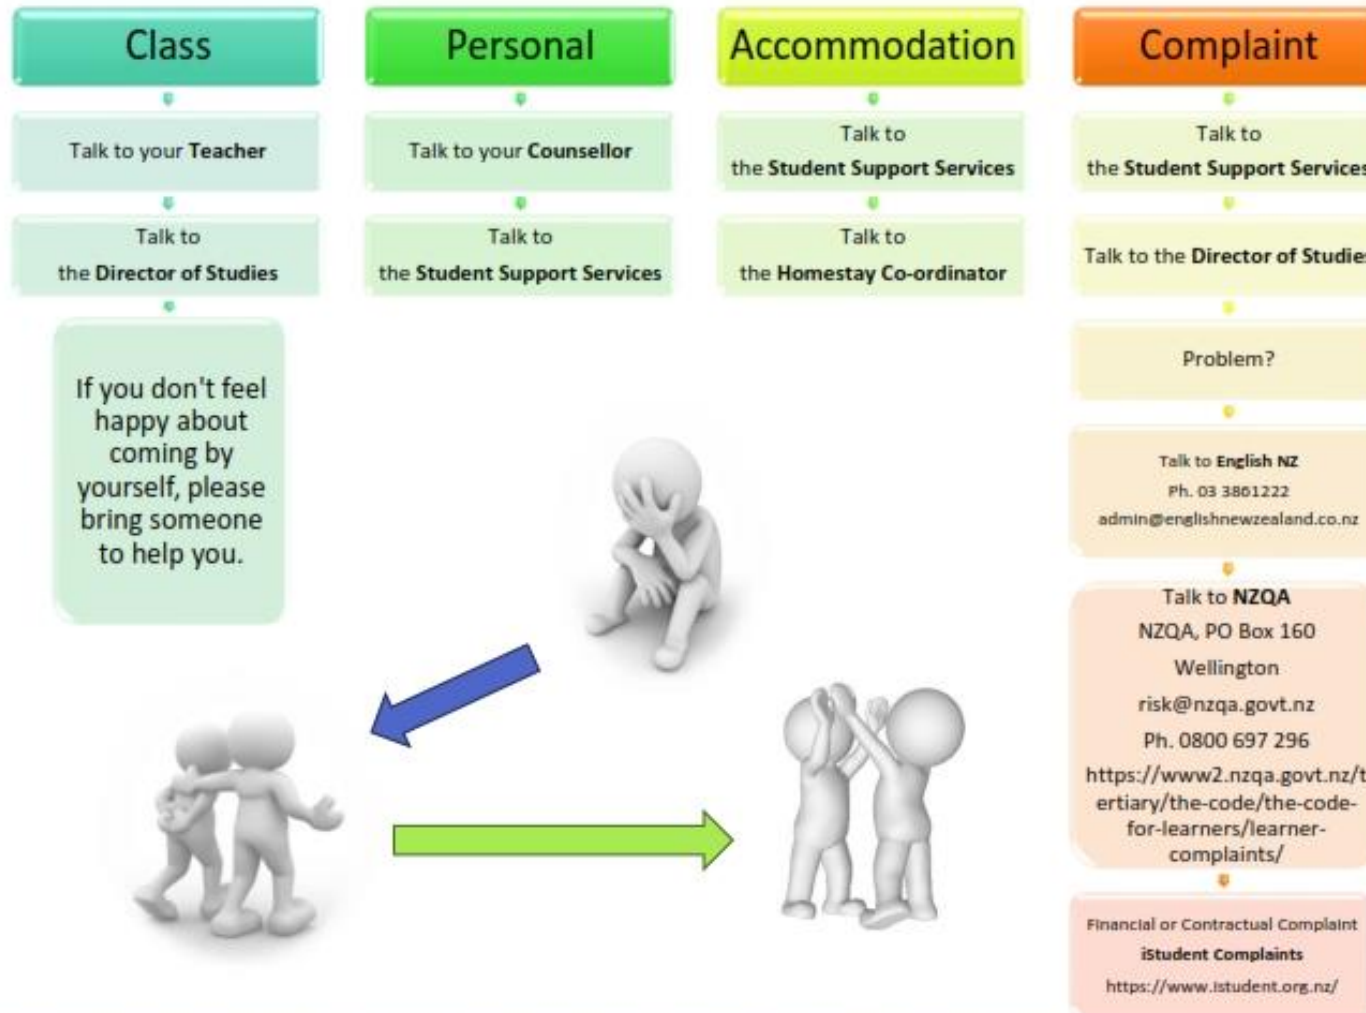 Class
Talk to your Teacher
Talk to
the Director of Studies
If you don't feel
happy about
coming by
yourself, please
bring someone
to help you.
Personal
Talk to your Counsellor
Talk to
the Student Support Services
Accommodation
Talk to
the Student Support Services
Talk to
the Homestay Co-ordinator
Complaint
Talk to
the Student Support Services
Talk to the Director of Studies
Problem?
Talk to English NZ
Ph. 03 3861222
admin@englishnewzealand.co.nz
Talk to NZQA
NZQA, PO Box 160
Wellington
risk@nzqa.govt.nz
Ph. 0800 697 296
https://www2.nzqa.govt.nz/t
ertiary/the-code/the-code-
for-learners/learner-
complaints/
Financial or Contractual Complaint
iStudent Complaints
https://www.istudent.org.nz/